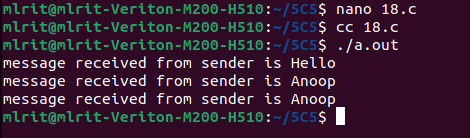 mlrit@mlrit-Veriton-M200-H510:~/5C5$ nano 18.c
mlrit@mlrit-Veriton-M200-H510:~/5C5$ cc 18.c
mlrit@mlrit-Veriton-M200-H510:~/5C5$ ./a.out
message received from sender is Hello
message received from sender is Anoop
message received from sender is Anoop
mlrit@mlrit-Veriton-M200-H510:~/5C5$